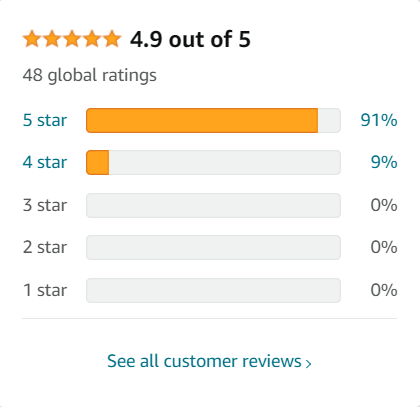 4.9 out of 5
48 global ratings
5 star 91%
4 star 9%
3 star 0%
2 star 0%
1 star 0%
See all customer reviews ›